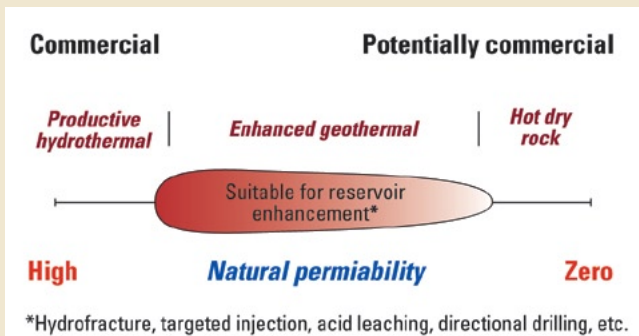 Commercial Potentially commercial
Productive hydrothermal Enhanced geothermal Hot dry rock
Suitable for reservoir
enhancement*
High Natural permiability Zero
*Hydrofracture, targeted injection, acid leaching, directional drilling, etc.